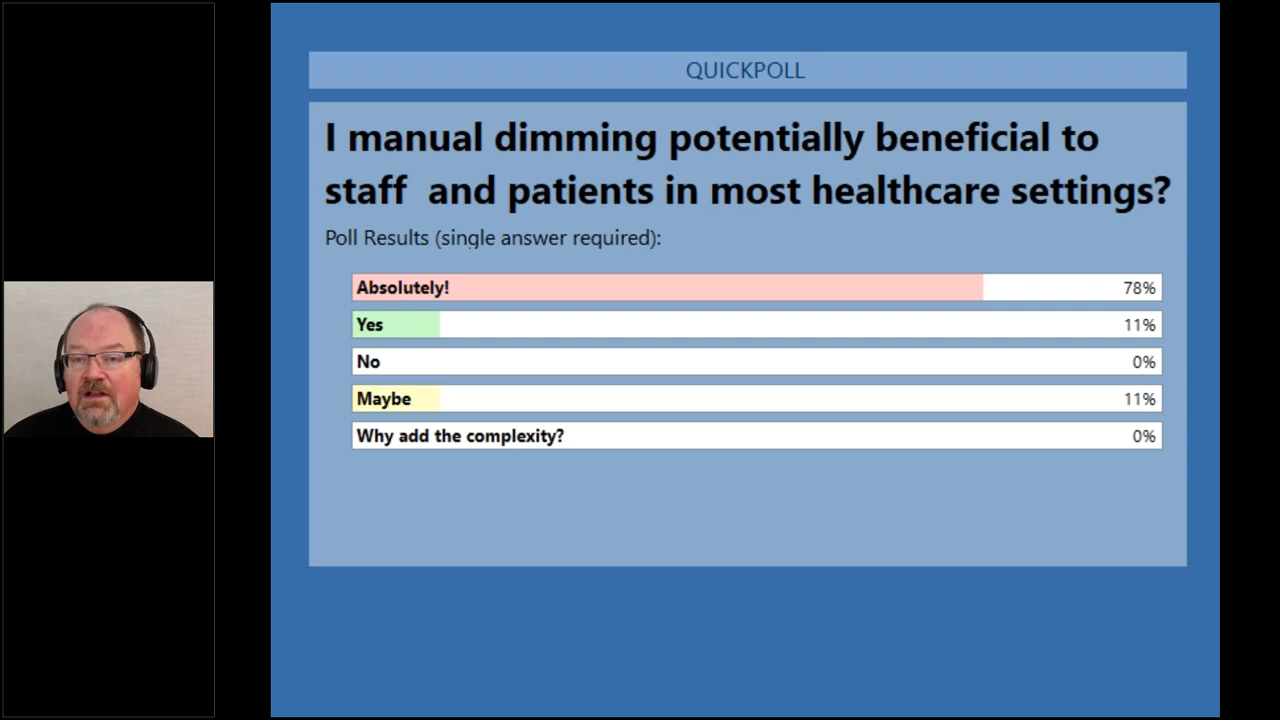 QUICKPOLL
I manual dimming potentially beneficial to
staff  and patients in most healthcare settings?
Poll Results (single answer required):
Absolutely! 78%
Yes 11%
No 0%
Maybe 11%
Why add the complexity? 0%